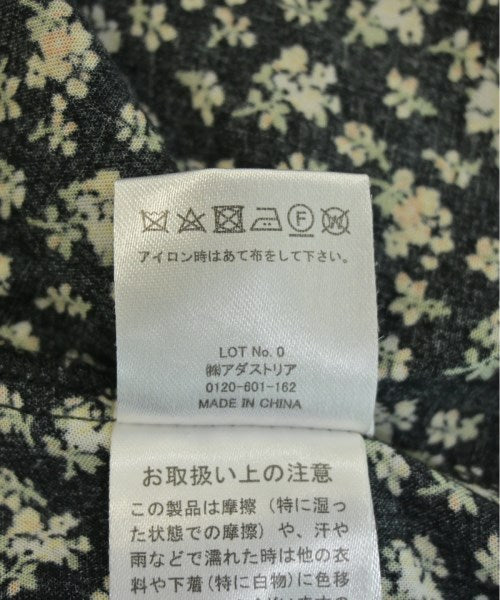 F
W
アイロン時はあて布をして下さい。
LOT No. 0
㈱アダストリア
0120-601-162
MADE IN CHINA
お取扱い上の注意
この製品は摩擦（特に湿っ
た状態での摩擦）や、汗や
雨などで濡れた時は他の衣
料や下着(特に白物)に色移